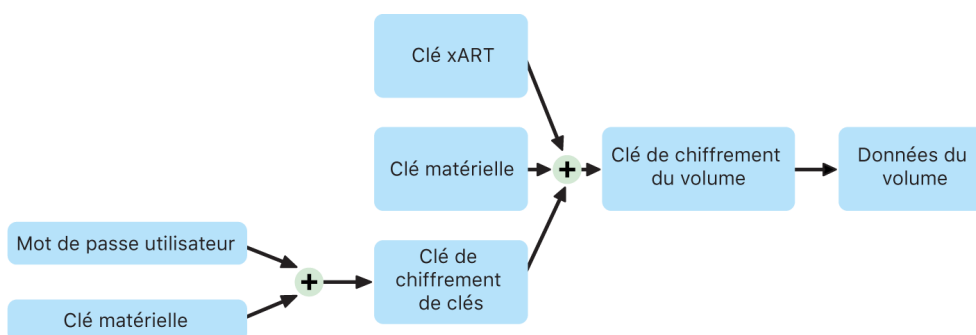 Clé xART
Clé matérielle
+
Clé de chiffrement
du volume
Données du
volume
Mot de passe utilisateur
+
Clé de
chiffrement
de clés
Clé matérielle